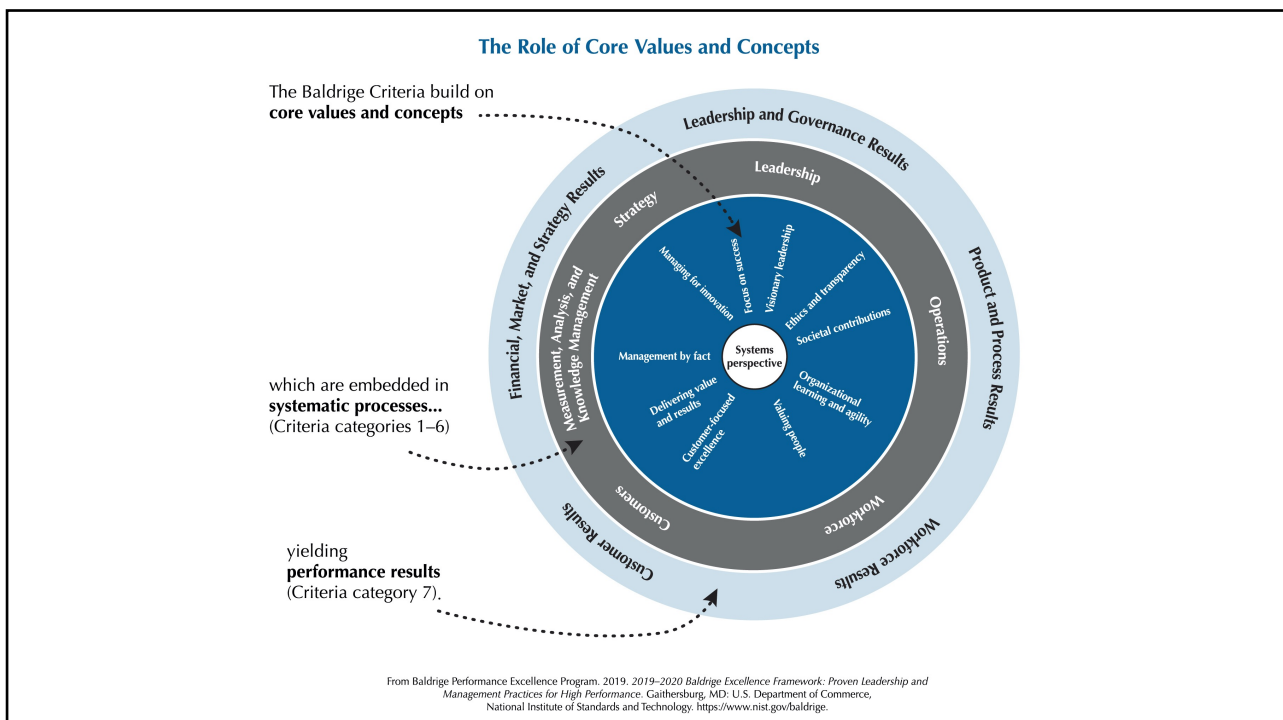 The Role of Core Values and Concepts
The Baldrige Criteria build on
core values and concepts
which are embedded in
systematic processes...
(Criteria categories 1–6)
yielding
performance results
(Criteria category 7).
Leadership and Governance Results
Product and Process Results
Workforce Results
Customer Results
Financial, Market, and Strategy Results
Leadership
Operations
Workforce
Customers
Measurement, Analysis, and
Knowledge Management
Strategy
Focus on success
Visionary leadership
Ethics and transparency
Societal contributions
Organizational
learning and agility
Valuing people
Customer-focused
excellence
Delivering value
and results
Management by fact
Managing for innovation
Systems
perspective
From Baldrige Performance Excellence Program. 2019. 2019–2020 Baldrige Excellence Framework: Proven Leadership and
Management Practices for High Performance. Gaithersburg, MD: U.S. Department of Commerce,
National Institute of Standards and Technology. https://www.nist.gov/baldrige.